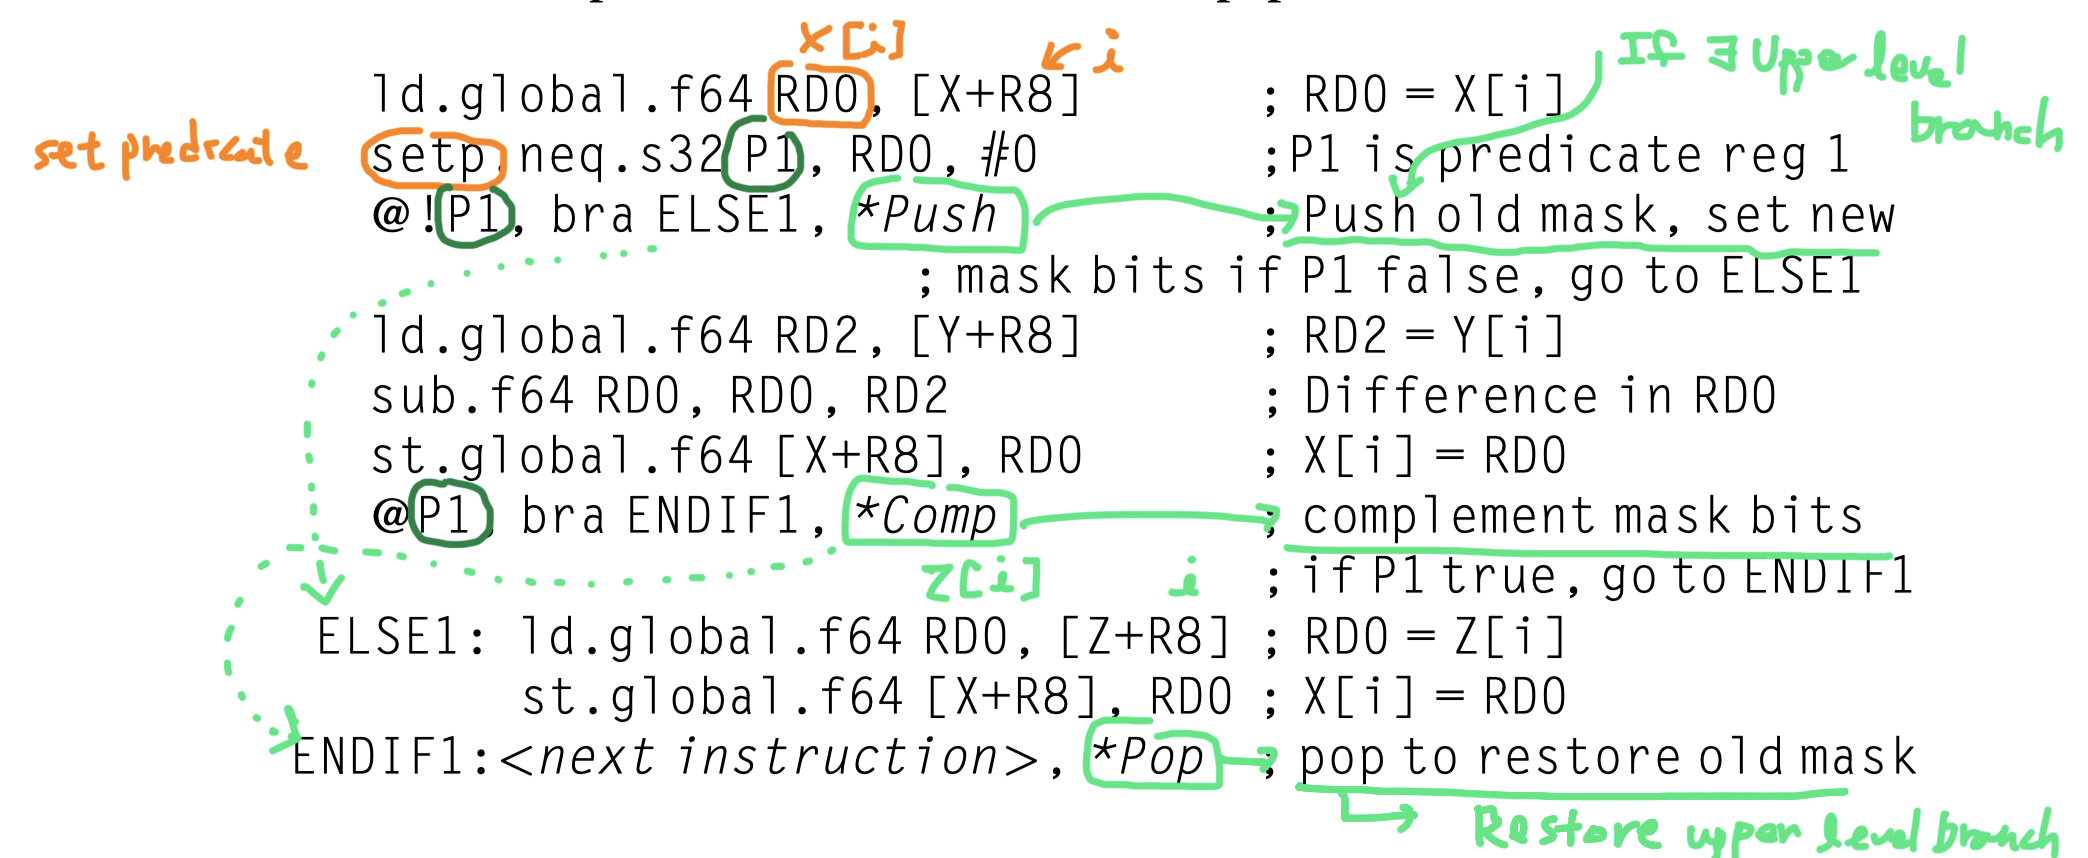 X[i]
i
If ∃ Upper level
branch
ld.global.f64 RD0, [X+R8] ; RD0 = X[i]
set predicate
setp.neq.s32 P1, RD0, #0 ;P1 is predicate reg 1
@!P1, bra ELSE1, *Push ; Push old mask, set new
; mask bits if P1 false, go to ELSE1
ld.global.f64 RD2, [Y+R8] ; RD2 = Y[i]
sub.f64 RD0, RD0, RD2 ; Difference in RD0
st.global.f64 [X+R8], RD0 ; X[i] = RD0
@P1, bra ENDIF1, *Comp ; complement mask bits
; if P1 true, go to ENDIF1
Z[i] i
ELSE1: ld.global.f64 RD0, [Z+R8] ; RD0 = Z[i]
st.global.f64 [X+R8], RD0 ; X[i] = RD0
ENDIF1:<next instruction>, *Pop ; pop to restore old mask
Restore upper level branch